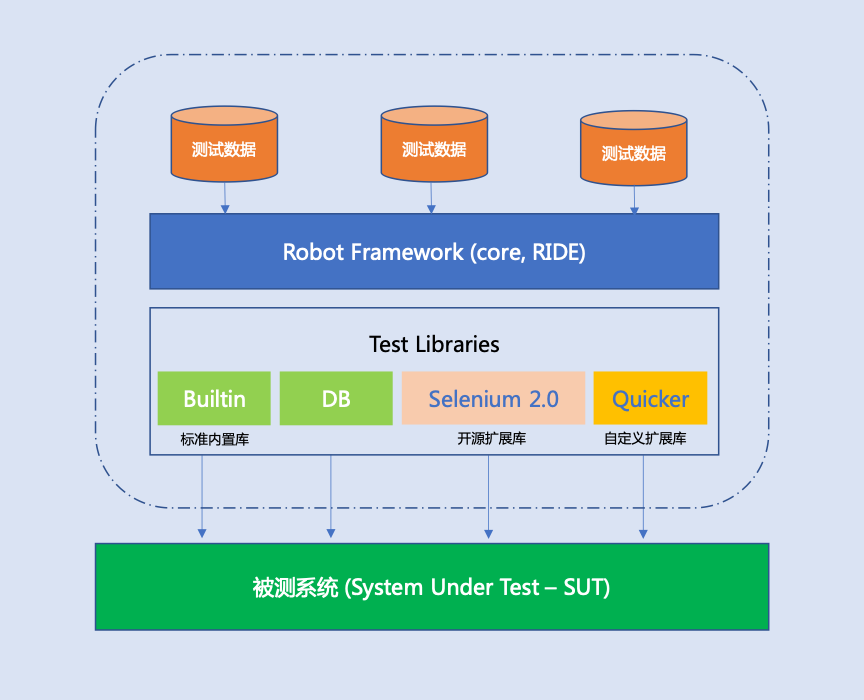 测试数据 测试数据 测试数据
Robot Framework (core, RIDE)
Test Libraries
Builtin DB Selenium 2.0 Quicker
标准内置库 开源扩展库 自定义扩展库
被测系统 (System Under Test – SUT)